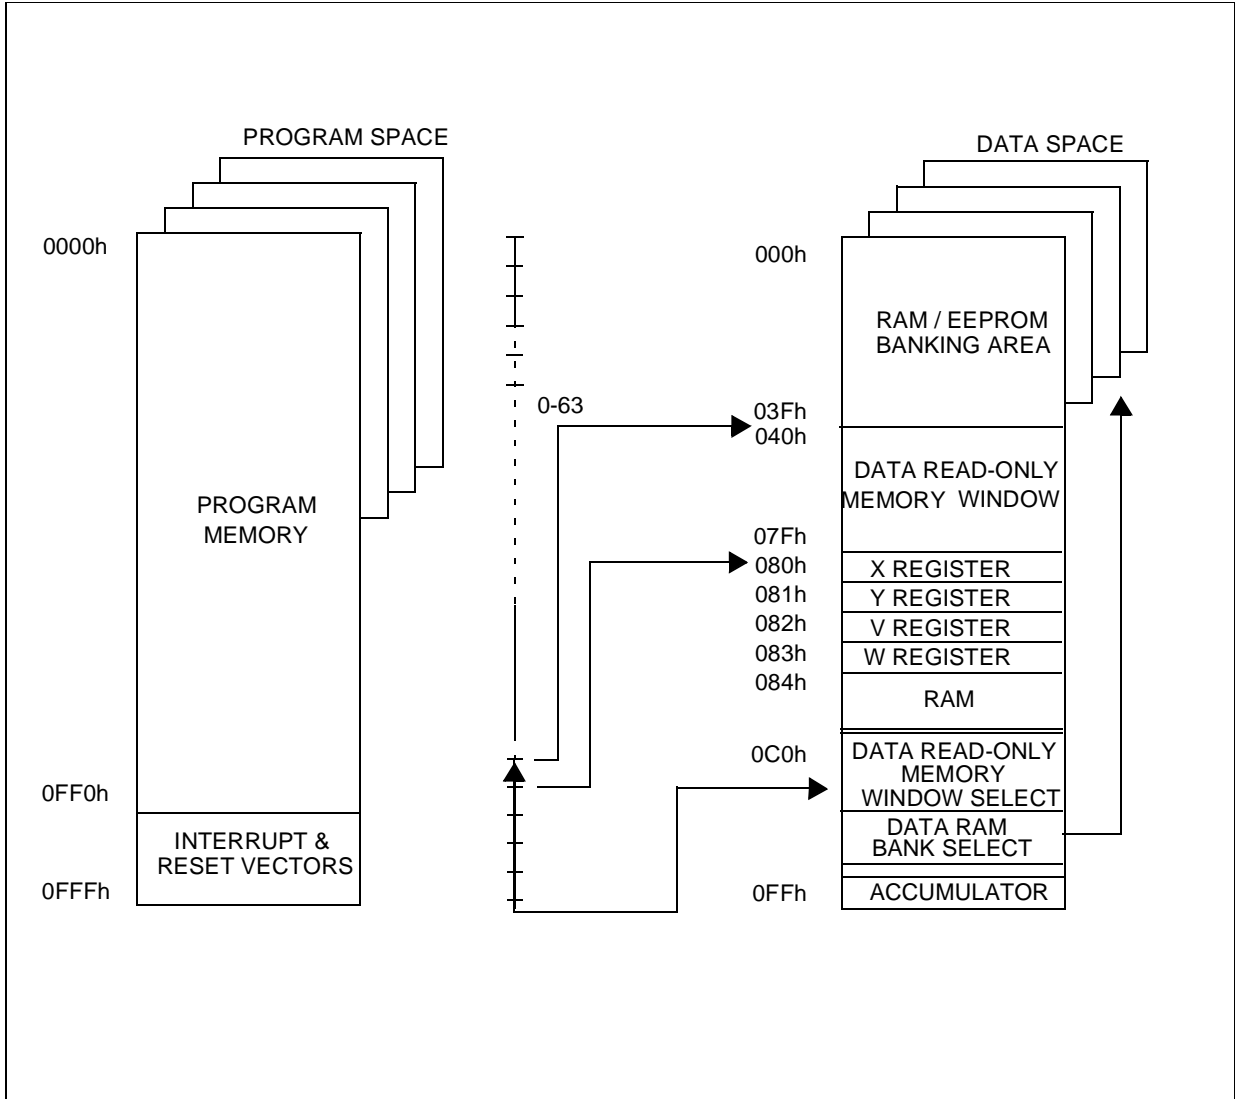 PROGRAM SPACE
0000h
PROGRAM
MEMORY
0FF0h
INTERRUPT &
RESET VECTORS
0FFFh
0-63
DATA SPACE
000h
RAM / EEPROM
BANKING AREA
03Fh
040h
DATA READ-ONLY
MEMORY WINDOW
07Fh
080h
X REGISTER
081h
Y REGISTER
082h
V REGISTER
083h
W REGISTER
084h
RAM
0C0h
DATA READ-ONLY
MEMORY
WINDOW SELECT
DATA RAM
BANK SELECT
0FFh
ACCUMULATOR